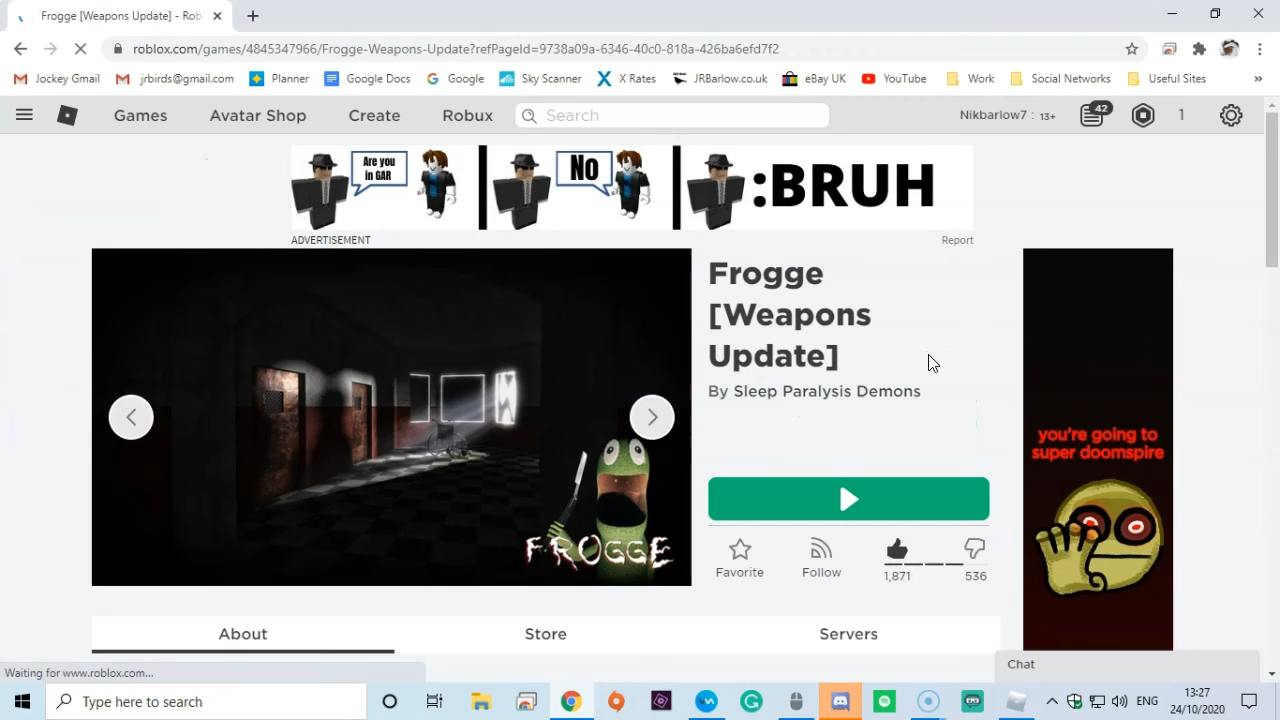 Frogge [Weapons Update] - Rob
roblox.com/games/4845347966/Frogge-Weapons-Update?refPageId=9738a09a-6346-40c0-818a-426ba6efd7f2
Jockey Gmail
jrbirds@gmail.com
Planner
Google Docs
Google
Sky Scanner
X Rates
JRBarlow.co.uk
eBay UK
YouTube
Work
Social Networks
Useful Sites
»
Games
Avatar Shop
Create
Robux
Search
Nikbarlow7 : 13+
42
1
Are you
in GAR
No
:BRUH
ADVERTISEMENT
Report
FROGGE
Frogge
[Weapons
Update]
By Sleep Paralysis Demons
Favorite
Follow
1,871
536
you're going to
super doomspire
About
Store
Servers
Waiting for www.roblox.com...
Chat
Type here to search
ENG
13:27
24/10/2020